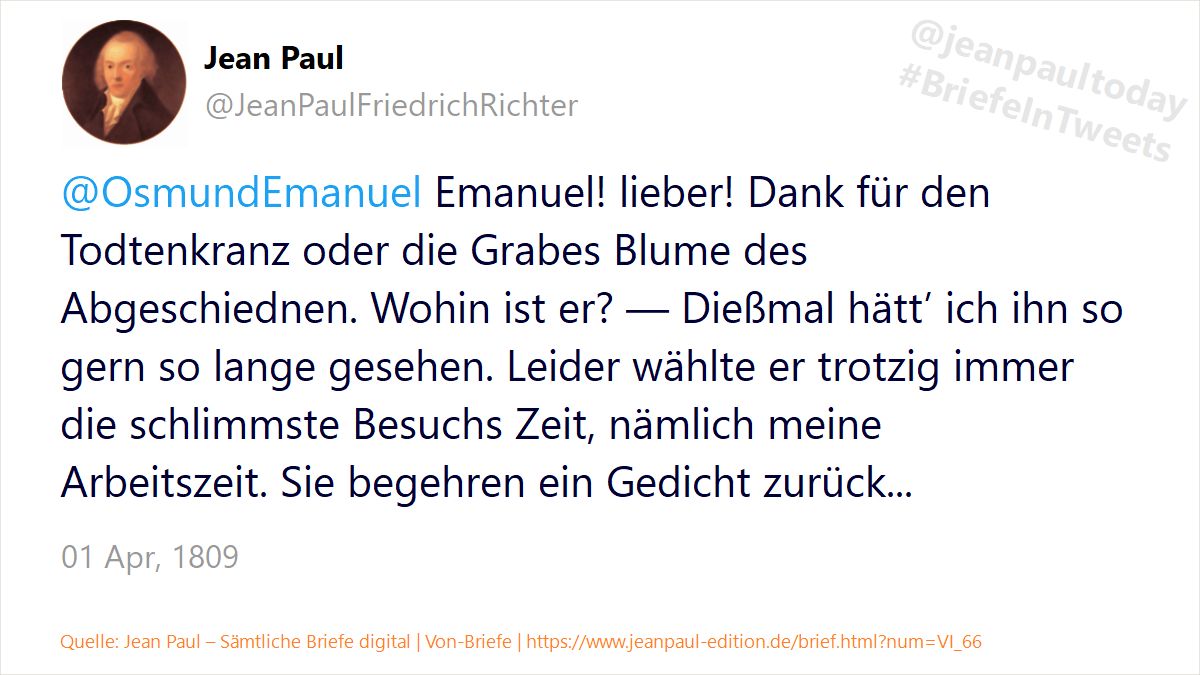 Jean Paul
@JeanPaulFriedrichRichter
@jeanpaultoday
#BriefeInTweets
@OsmundEmanuel Emanuel! lieber! Dank für den
Todtenkranz oder die Grabes Blume des
Abgeschiednen. Wohin ist er? — Dießmal hätt’ ich ihn so
gern so lange gesehen. Leider wählte er trotzig immer
die schlimmste Besuchs Zeit, nämlich meine
Arbeitszeit. Sie begehren ein Gedicht zurück...
01 Apr, 1809
Quelle: Jean Paul – Sämtliche Briefe digital | Von-Briefe | https://www.jeanpaul-edition.de/brief.html?num=VI_66